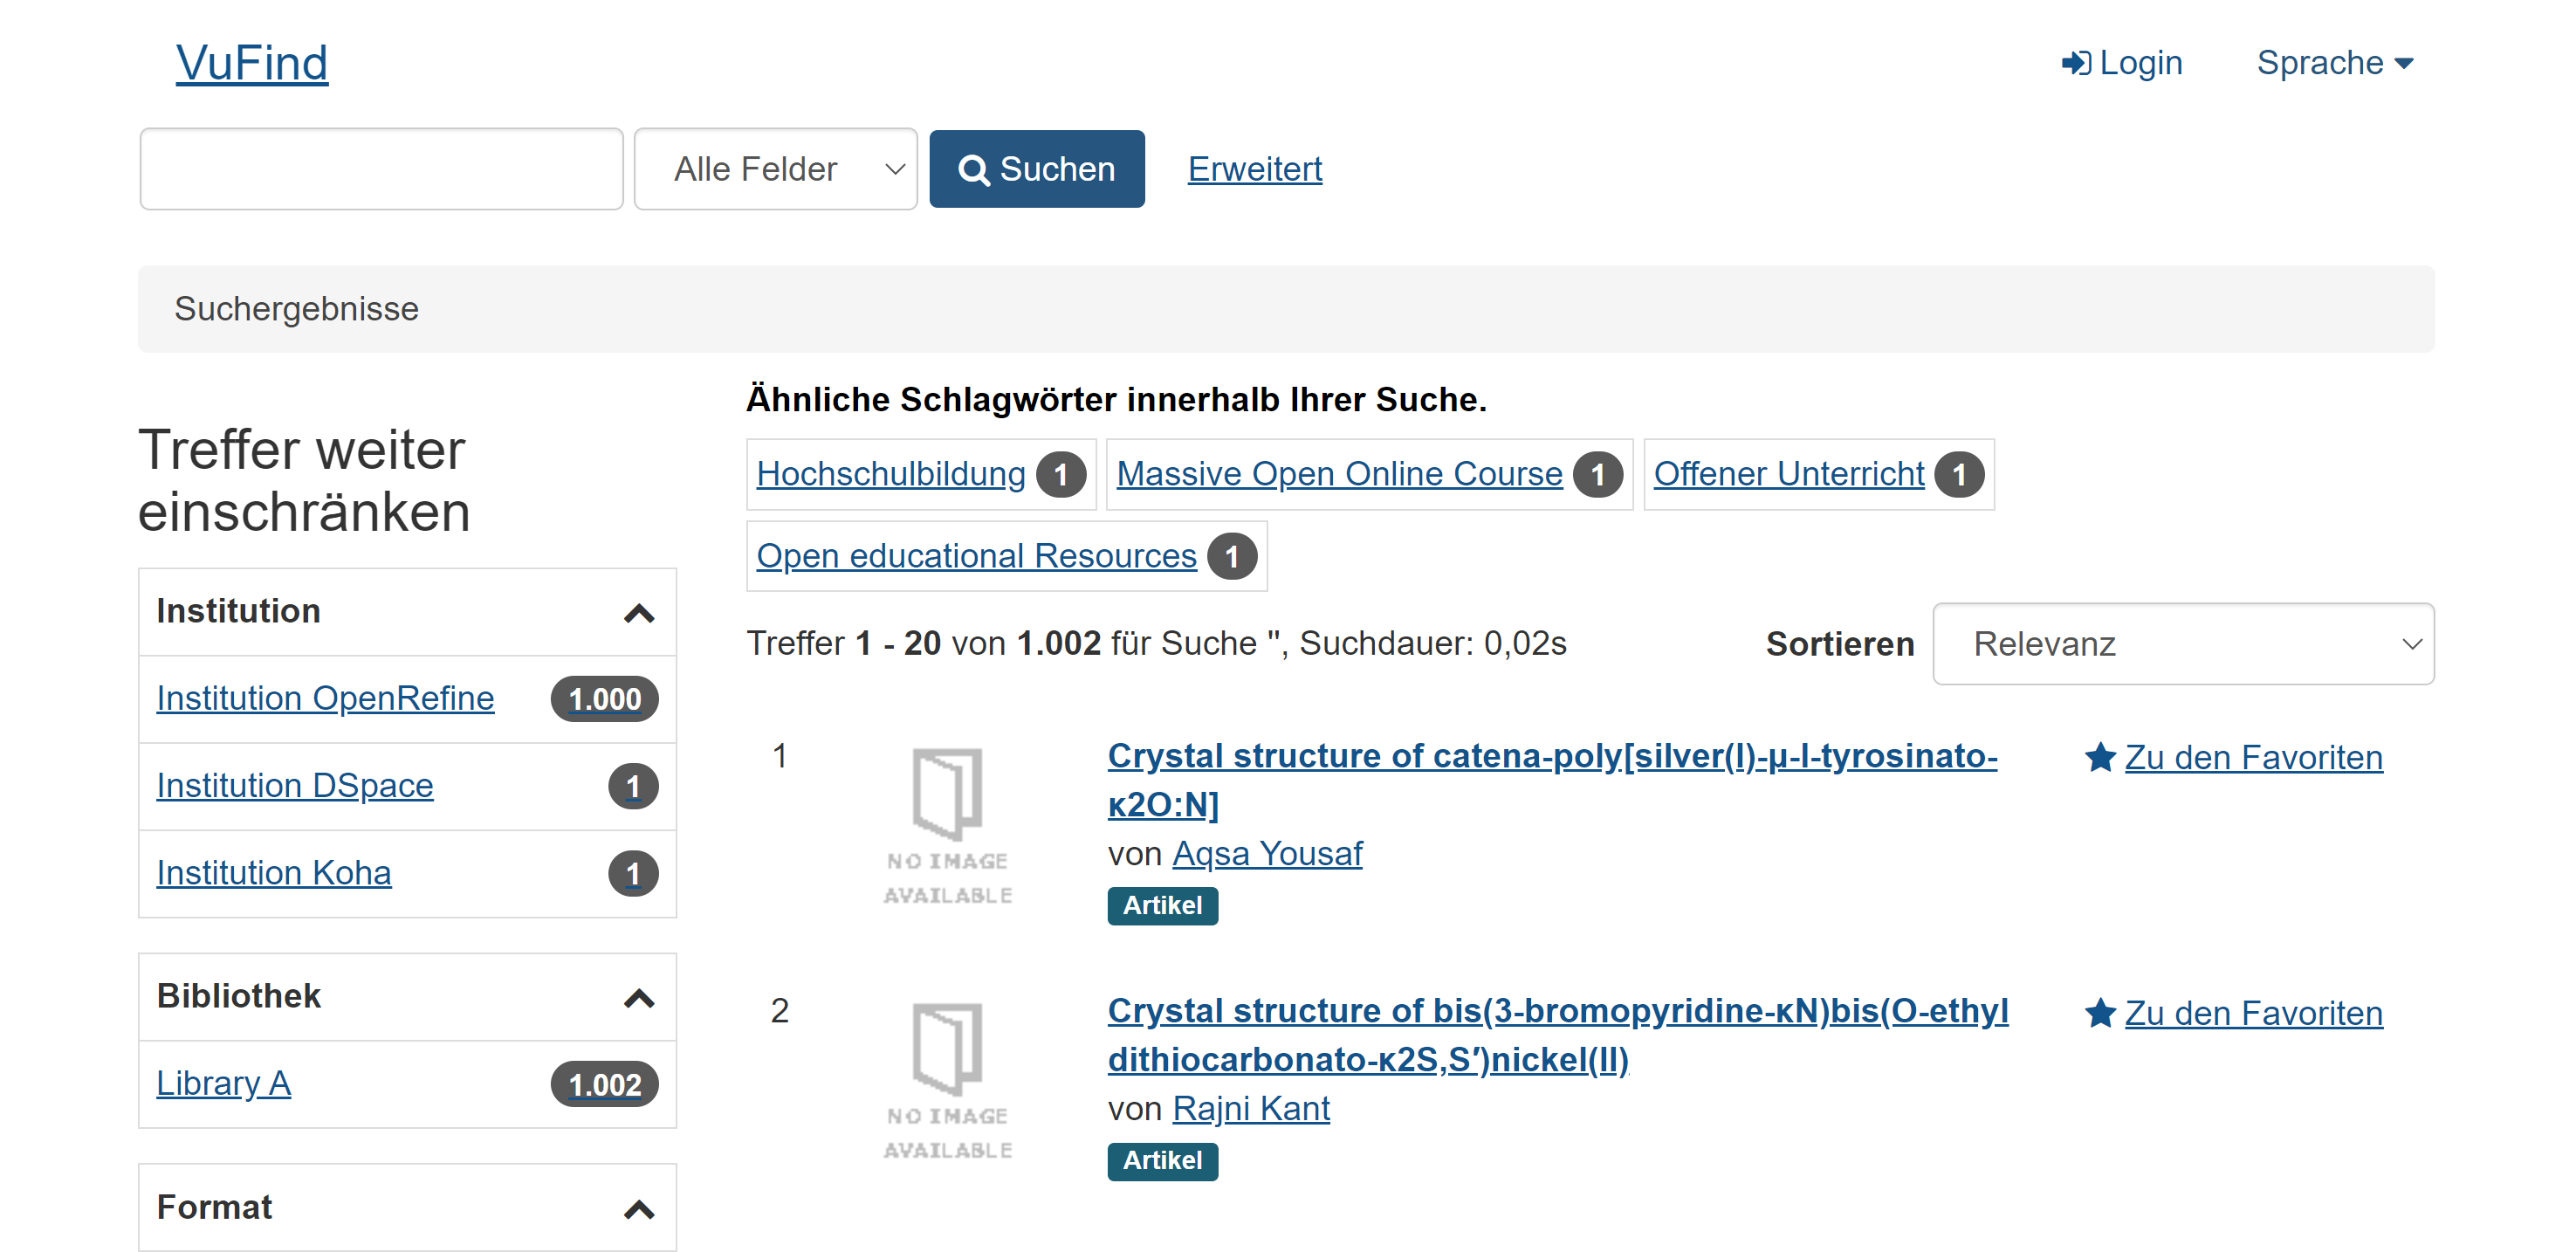 VuFind
Login
Sprache
Alle Felder
Suchen
Erweitert
Suchergebnisse
Treffer weiter
einschränken
Institution
Institution OpenRefine 1.000
Institution DSpace 1
Institution Koha 1
Bibliothek
Library A 1.002
Format
Ähnliche Schlagwörter innerhalb Ihrer Suche.
Hochschulbildung 1 Massive Open Online Course 1 Offener Unterricht 1
Open educational Resources 1
Treffer 1 - 20 von 1.002 für Suche '', Suchdauer: 0,02s
Sortieren Relevanz
1
NO IMAGE
AVAILABLE
Crystal structure of catena-poly[silver(I)-μ-l-tyrosinato-
κ2O:N]
von Aqsa Yousaf
Artikel
Zu den Favoriten
2
NO IMAGE
AVAILABLE
Crystal structure of bis(3-bromopyridine-κN)bis(O-ethyl
dithiocarbonato-κ2S,S′)nickel(II)
von Rajni Kant
Artikel
Zu den Favoriten